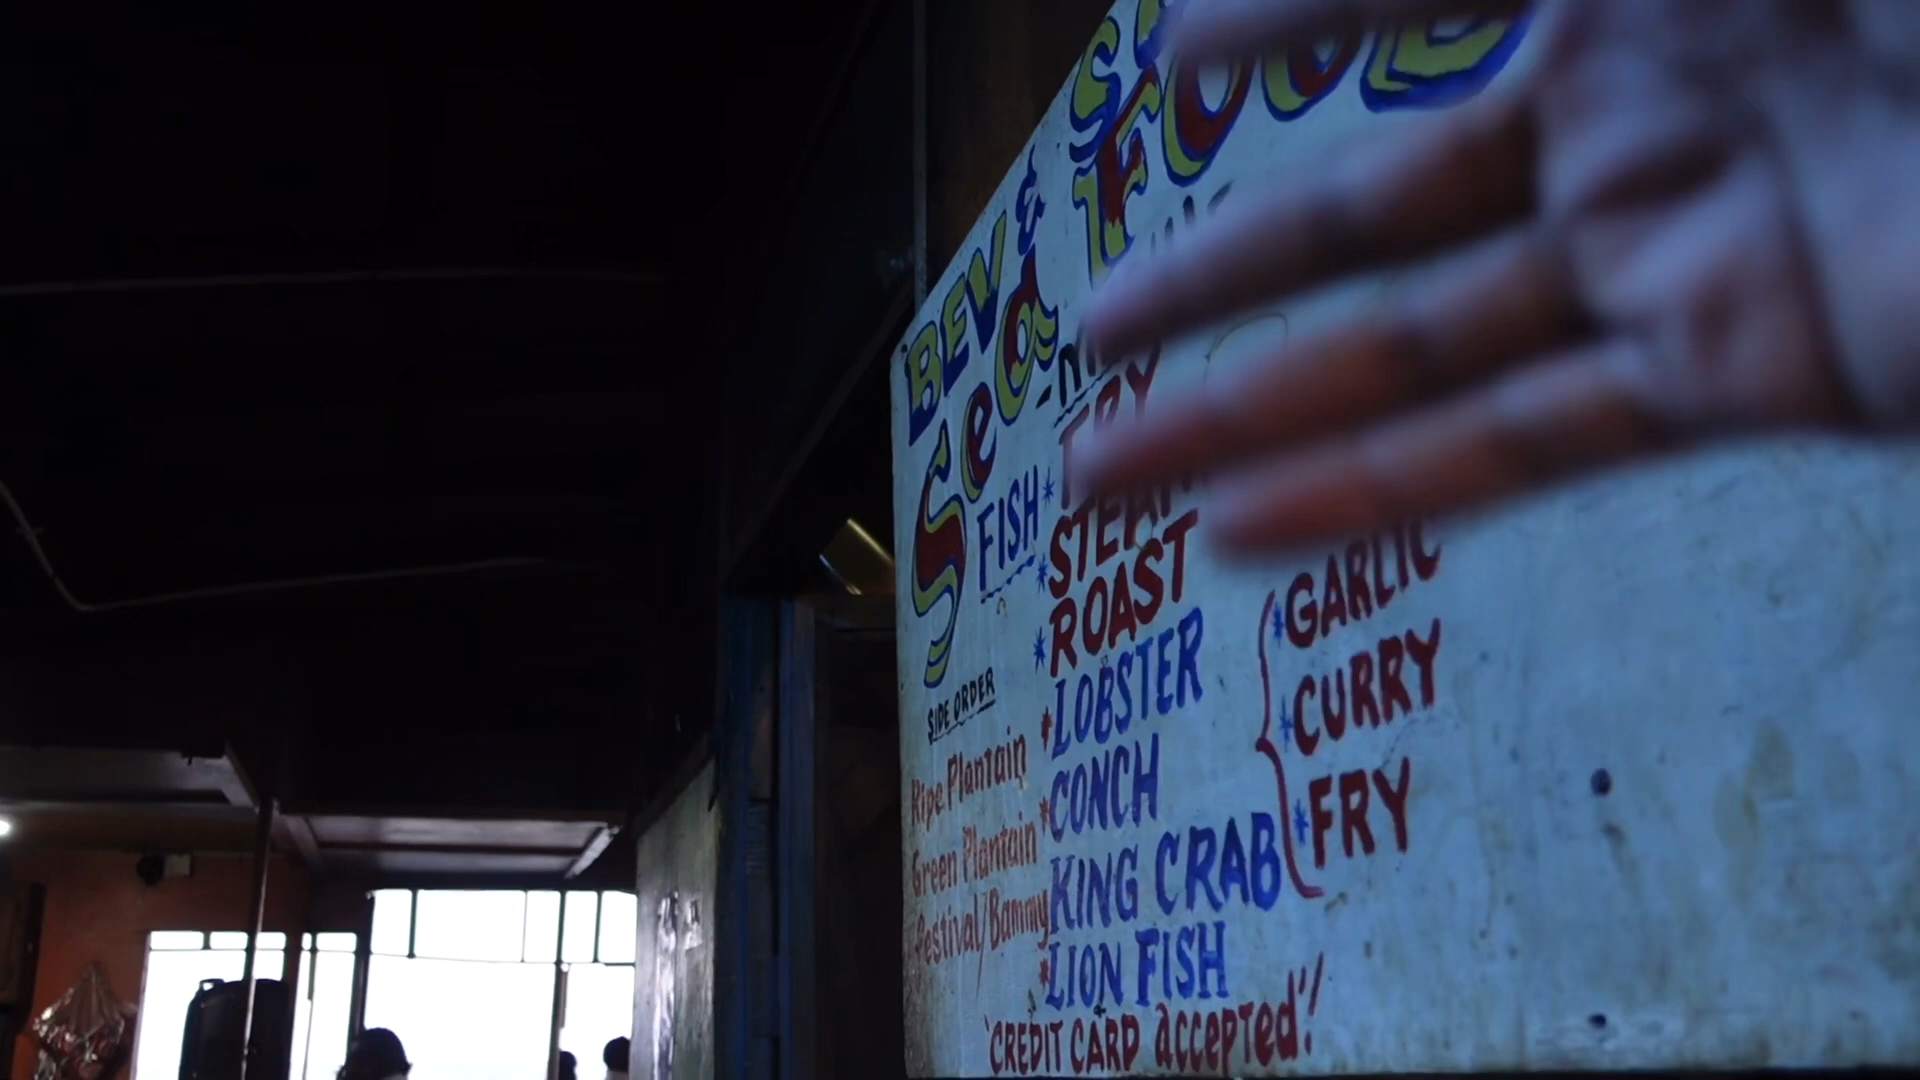 BEV &
Sea FOOD
FISH
* FRY
* STEAM
* ROAST
* LOBSTER
* CONCH
* KING CRAB
* LION FISH
* GARLIC
* CURRY
* FRY
SIDE ORDER
Ripe Plantain
Green Plantain
festival/Bammy
"CREDIT CARD accepted"!